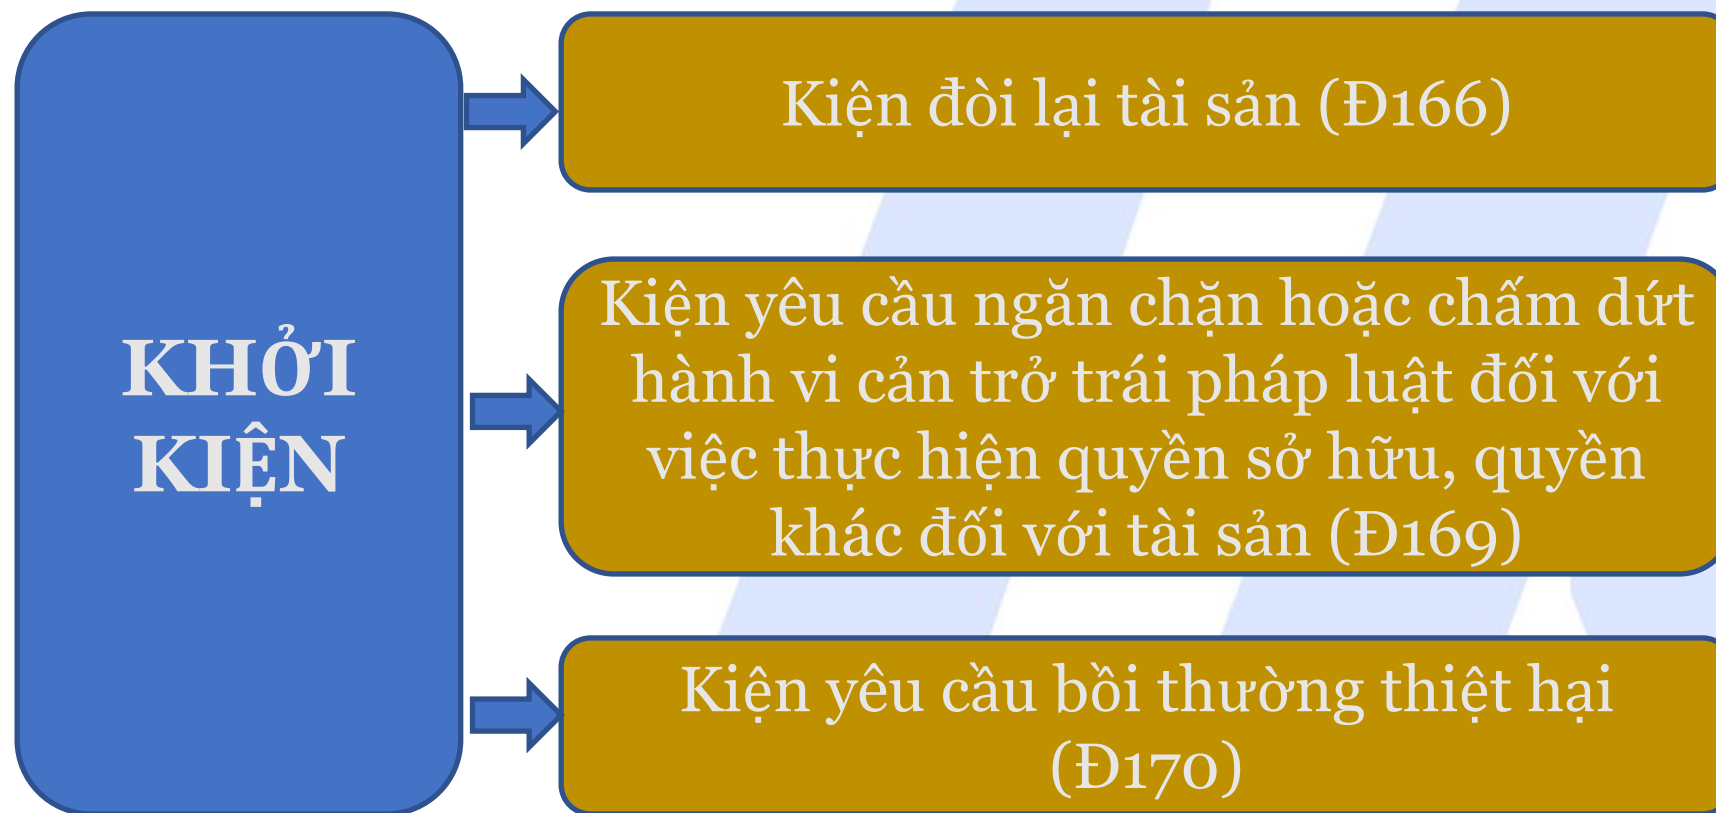 KHỞI
KIỆN
Kiện đòi lại tài sản (Đ166)
Kiện yêu cầu ngăn chặn hoặc chấm dứt
hành vi cản trở trái pháp luật đối với
việc thực hiện quyền sở hữu, quyền
khác đối với tài sản (Đ169)
Kiện yêu cầu bồi thường thiệt hại
(Đ170)